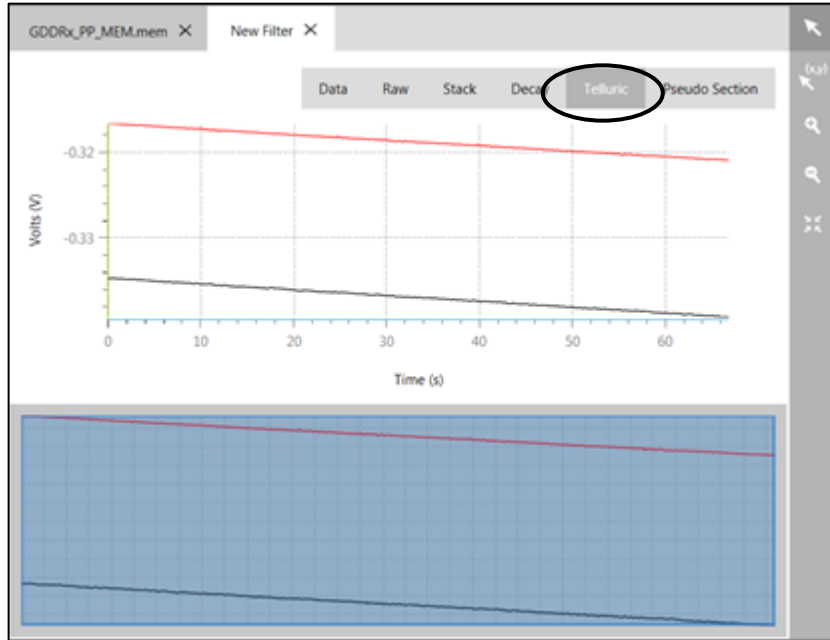 GDDRx_PP_MEM.mem
New Filter
Data Raw Stack Decay Telluric Pseudo Section
(x,y)
-0.32
-0.33
Volts (V)
0 10 20 30 40 50 60
Time (s)